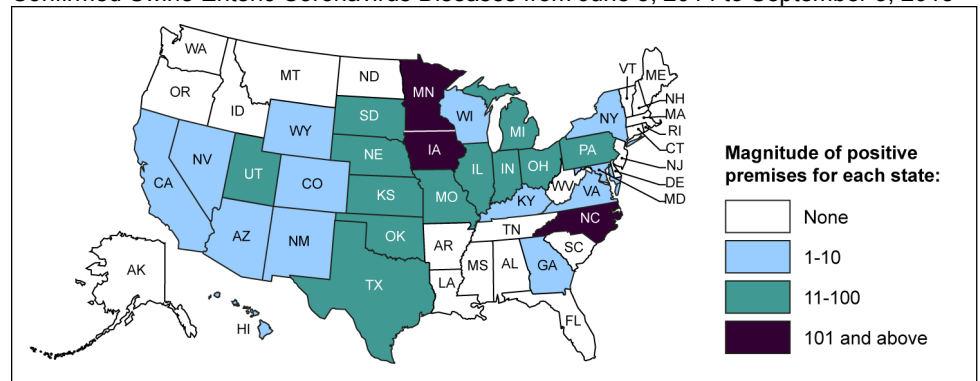 WA
MT
ND
MN
VT
ME
OR
ID
SD
WI
NH
MA
WY
MI
NY
RI
CT
NE
IA
PA
NJ
NV
UT
IL
IN
OH
DE
CA
CO
WV
VA
MD
KS
MO
KY
NC
AZ
NM
OK
AR
TN
SC
MS
AL
GA
AK
TX
LA
FL
HI
Magnitude of positive
premises for each state:
None
1-10
11-100
101 and above